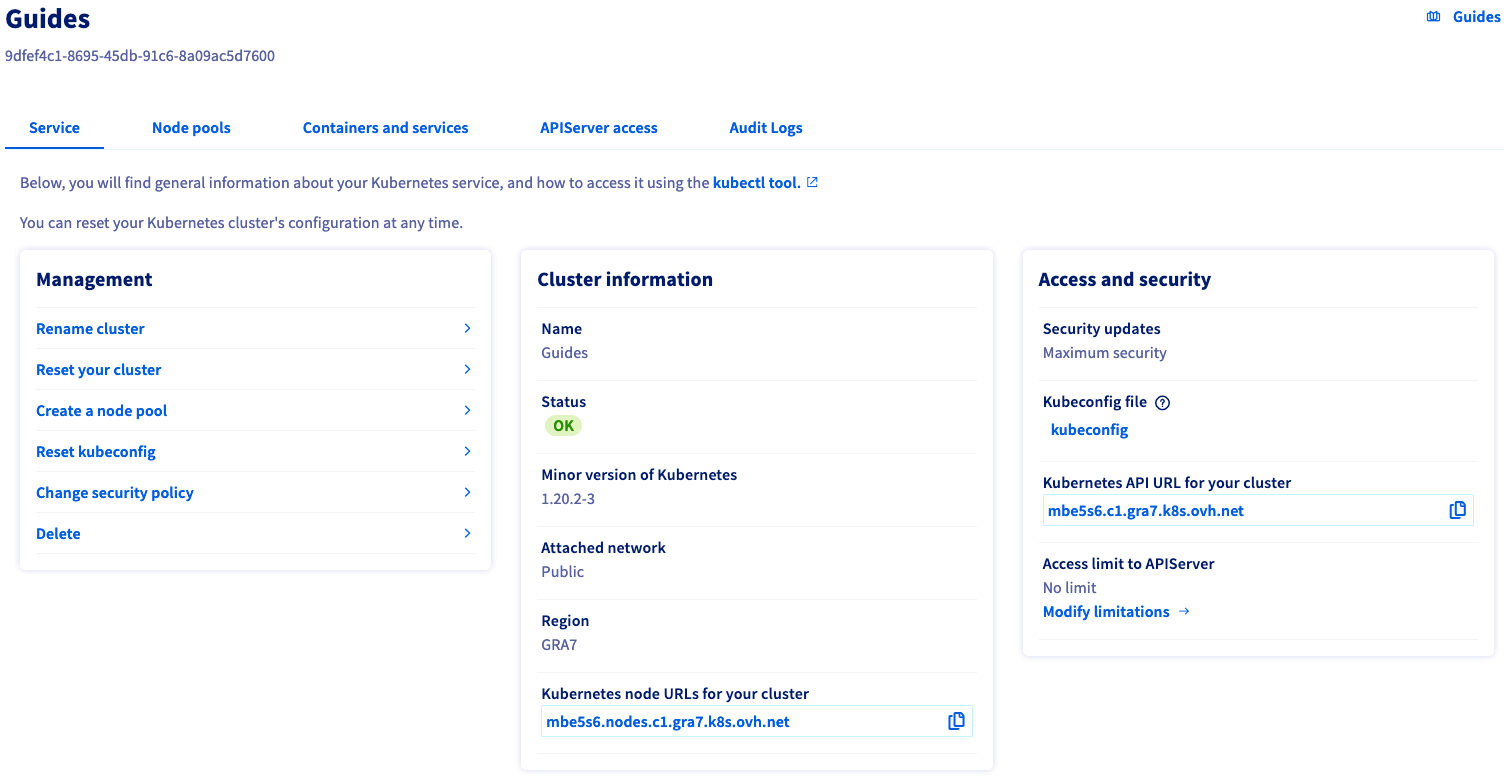 Guides
Guides
9dfef4c1-8695-45db-91c6-8a09ac5d7600
Service
Node pools
Containers and services
APIServer access
Audit Logs
Below, you will find general information about your Kubernetes service, and how to access it using the kubectl tool.
You can reset your Kubernetes cluster's configuration at any time.
Management
Rename cluster
Reset your cluster
Create a node pool
Reset kubeconfig
Change security policy
Delete
Cluster information
Name
Guides
Status
OK
Minor version of Kubernetes
1.20.2-3
Attached network
Public
Region
GRA7
Kubernetes node URLs for your cluster
mbe5s6.nodes.c1.gra7.k8s.ovh.net
Access and security
Security updates
Maximum security
Kubeconfig file
kubeconfig
Kubernetes API URL for your cluster
mbe5s6.c1.gra7.k8s.ovh.net
Access limit to APIServer
No limit
Modify limitations